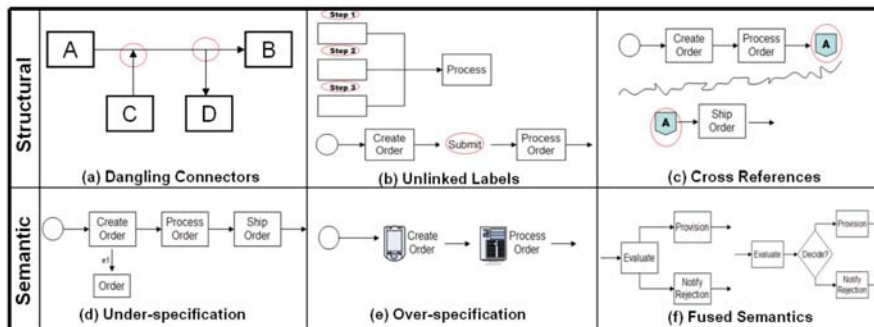 Structural
A
B
C
D
(a) Dangling Connectors
Step 1
Step 2
Step 3
Process
Create
Order
Submit
Process
Order
(b) Unlinked Labels
Create
Order
Process
Order
A
A
Ship
Order
(c) Cross References
Semantic
Create
Order
Process
Order
Ship
Order
e1
Order
(d) Under-specification
Create
Order
Process
Order
(e) Over-specification
Evaluate
Provision
Notify
Rejection
Evaluate
Decide?
Provision
Notify
Rejection
(f) Fused Semantics